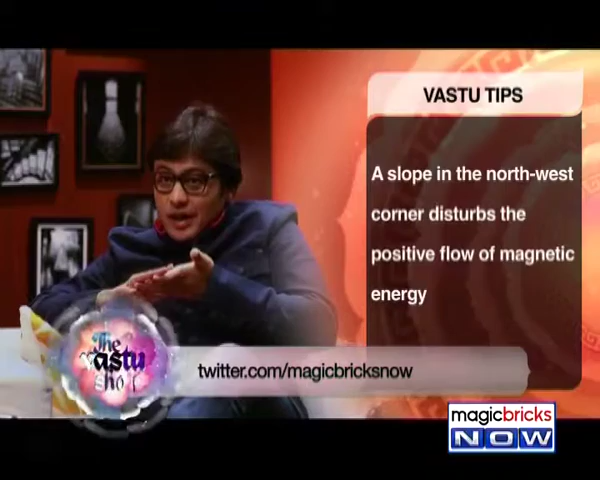 VASTU TIPS
A slope in the north-west
corner disturbs the
positive flow of magnetic
energy
The
vastu
twitter.com/magicbricksnow
magicbricks
NOW